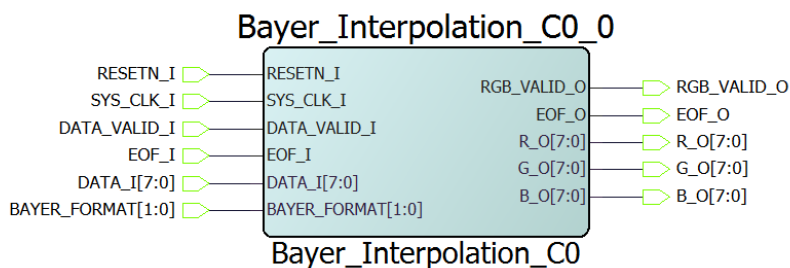 Bayer_Interpolation_C0_0
RESETN_I RESETN_I
SYS_CLK_I SYS_CLK_I
DATA_VALID_I DATA_VALID_I
EOF_I EOF_I
DATA_I[7:0] DATA_I[7:0]
BAYER_FORMAT[1:0] BAYER_FORMAT[1:0]
RGB_VALID_O RGB_VALID_O
EOF_O EOF_O
R_O[7:0] R_O[7:0]
G_O[7:0] G_O[7:0]
B_O[7:0] B_O[7:0]
Bayer_Interpolation_C0